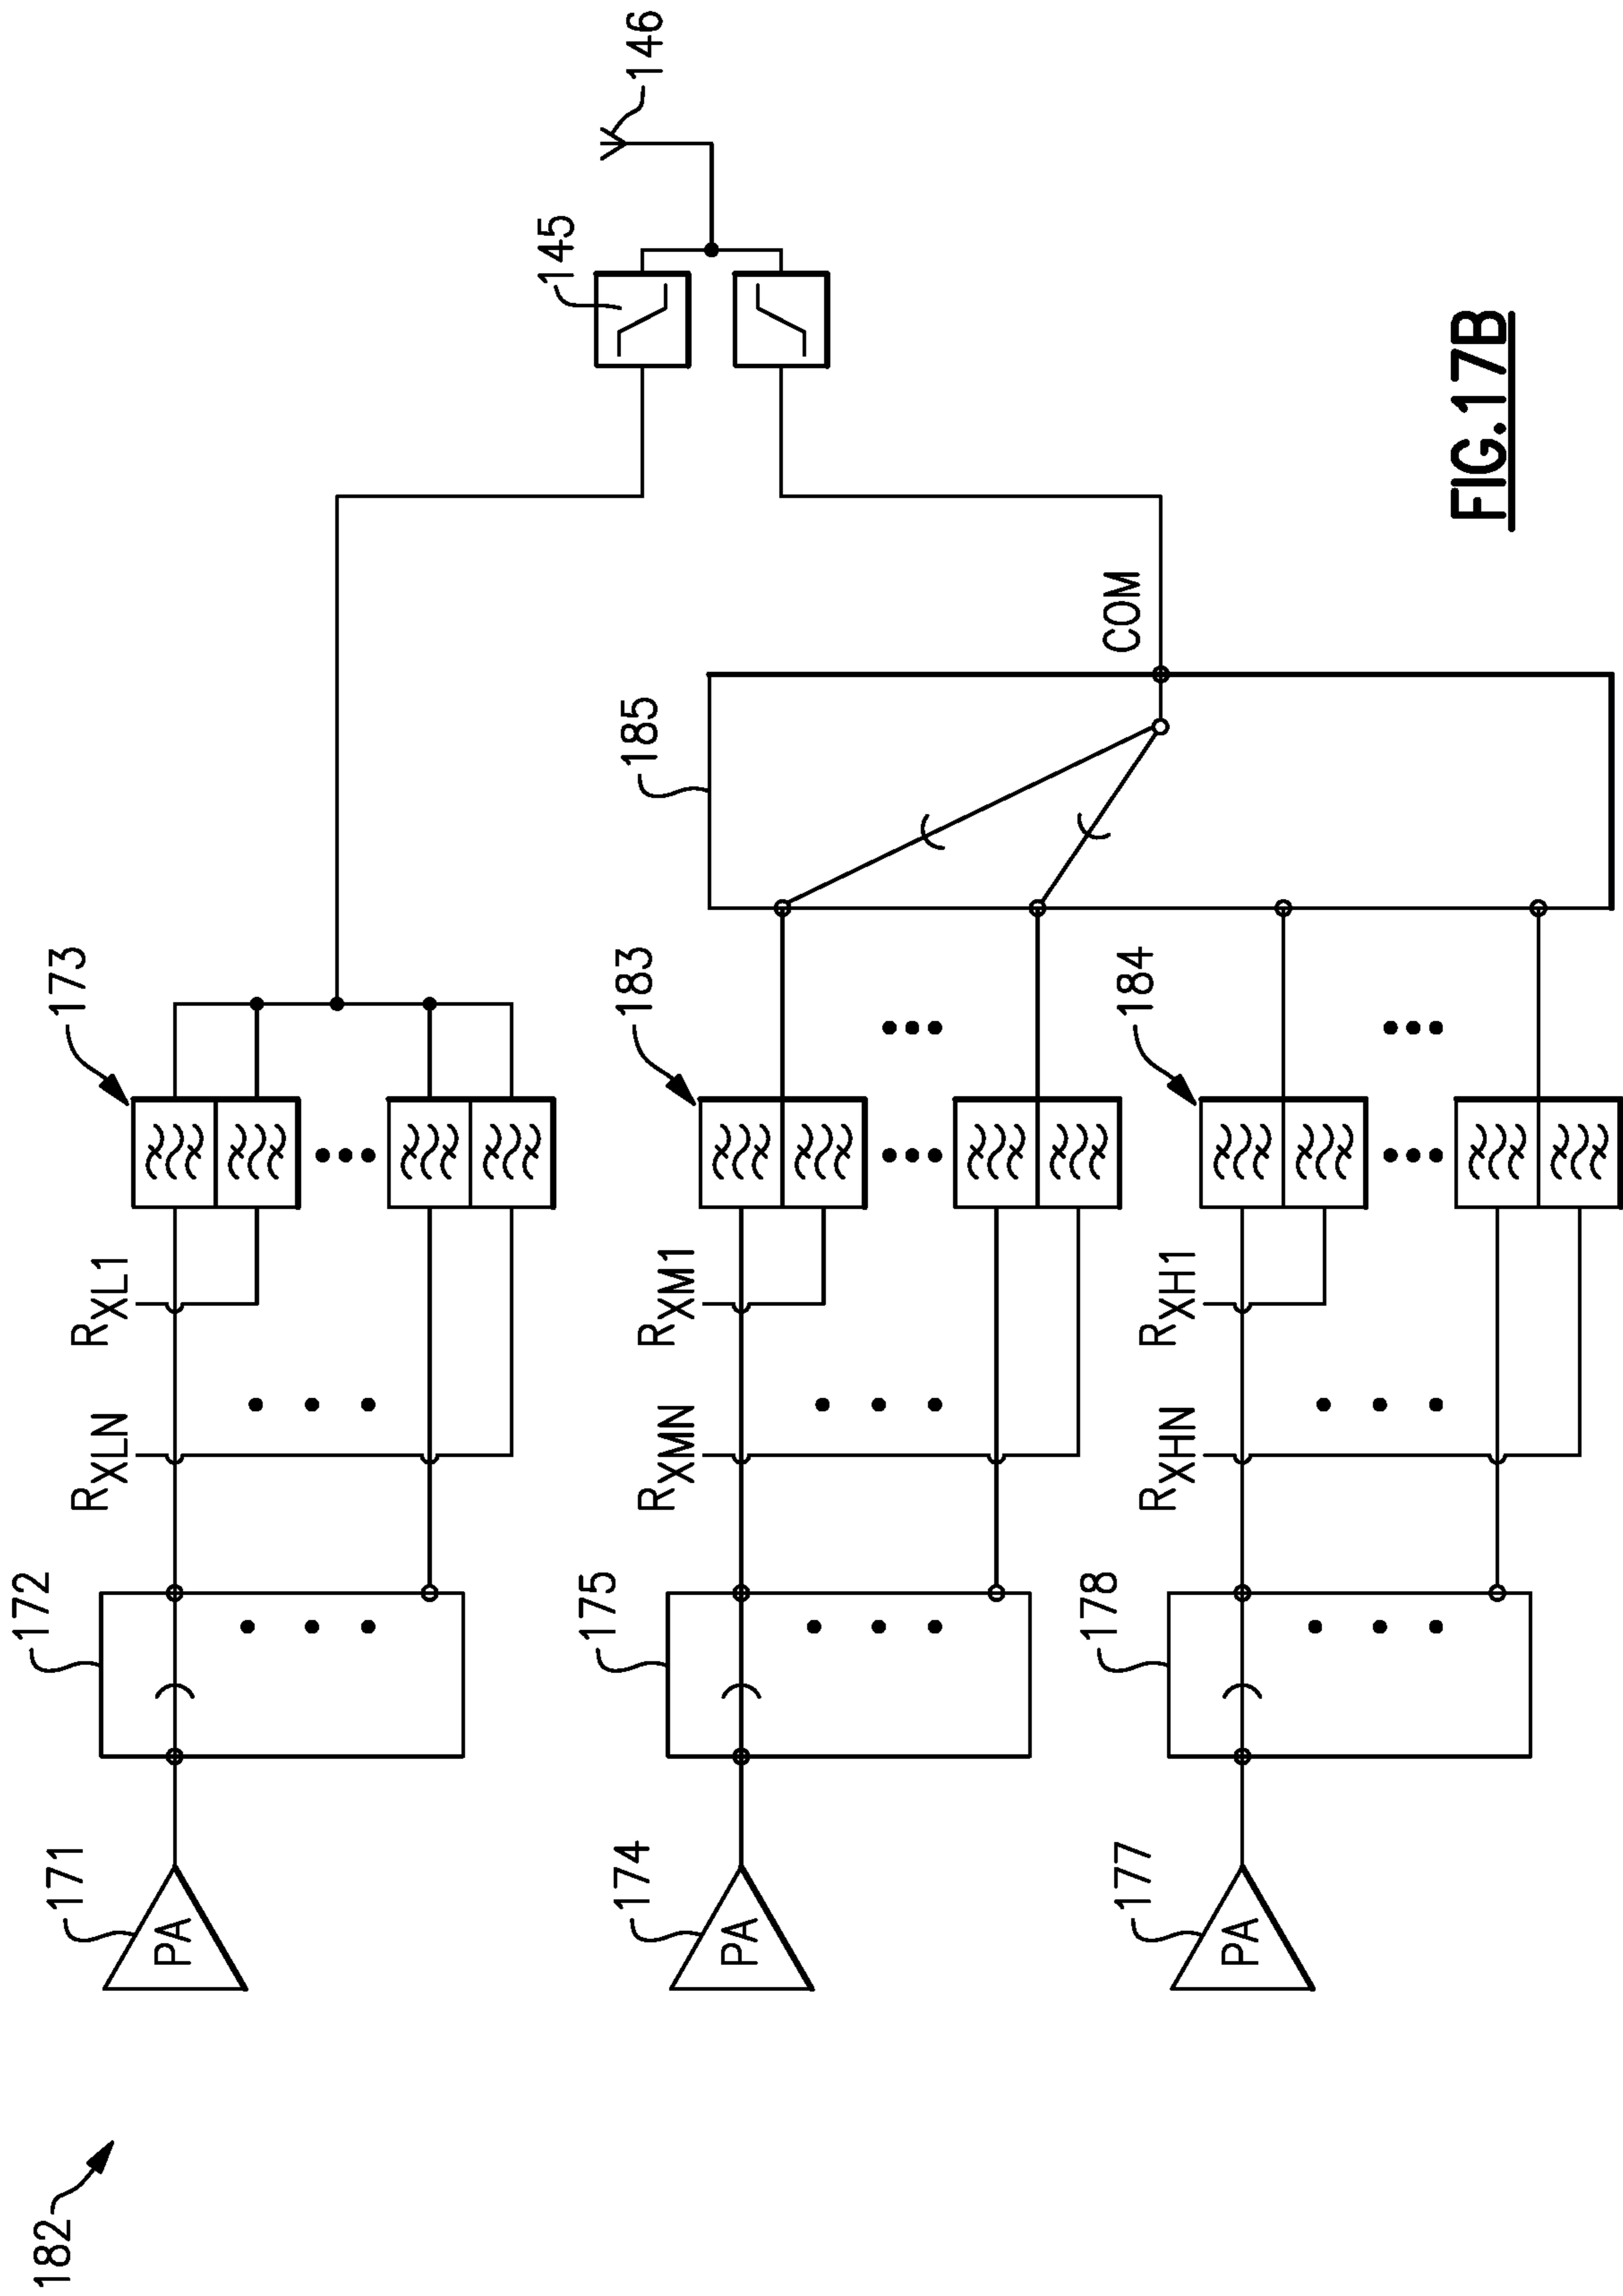 182
171
PA
172
RXLN
RXL1
173
145
146
174
PA
175
RXMN
RXM1
183
185
COM
177
PA
178
RXHN
RXH1
184
FIG.17B